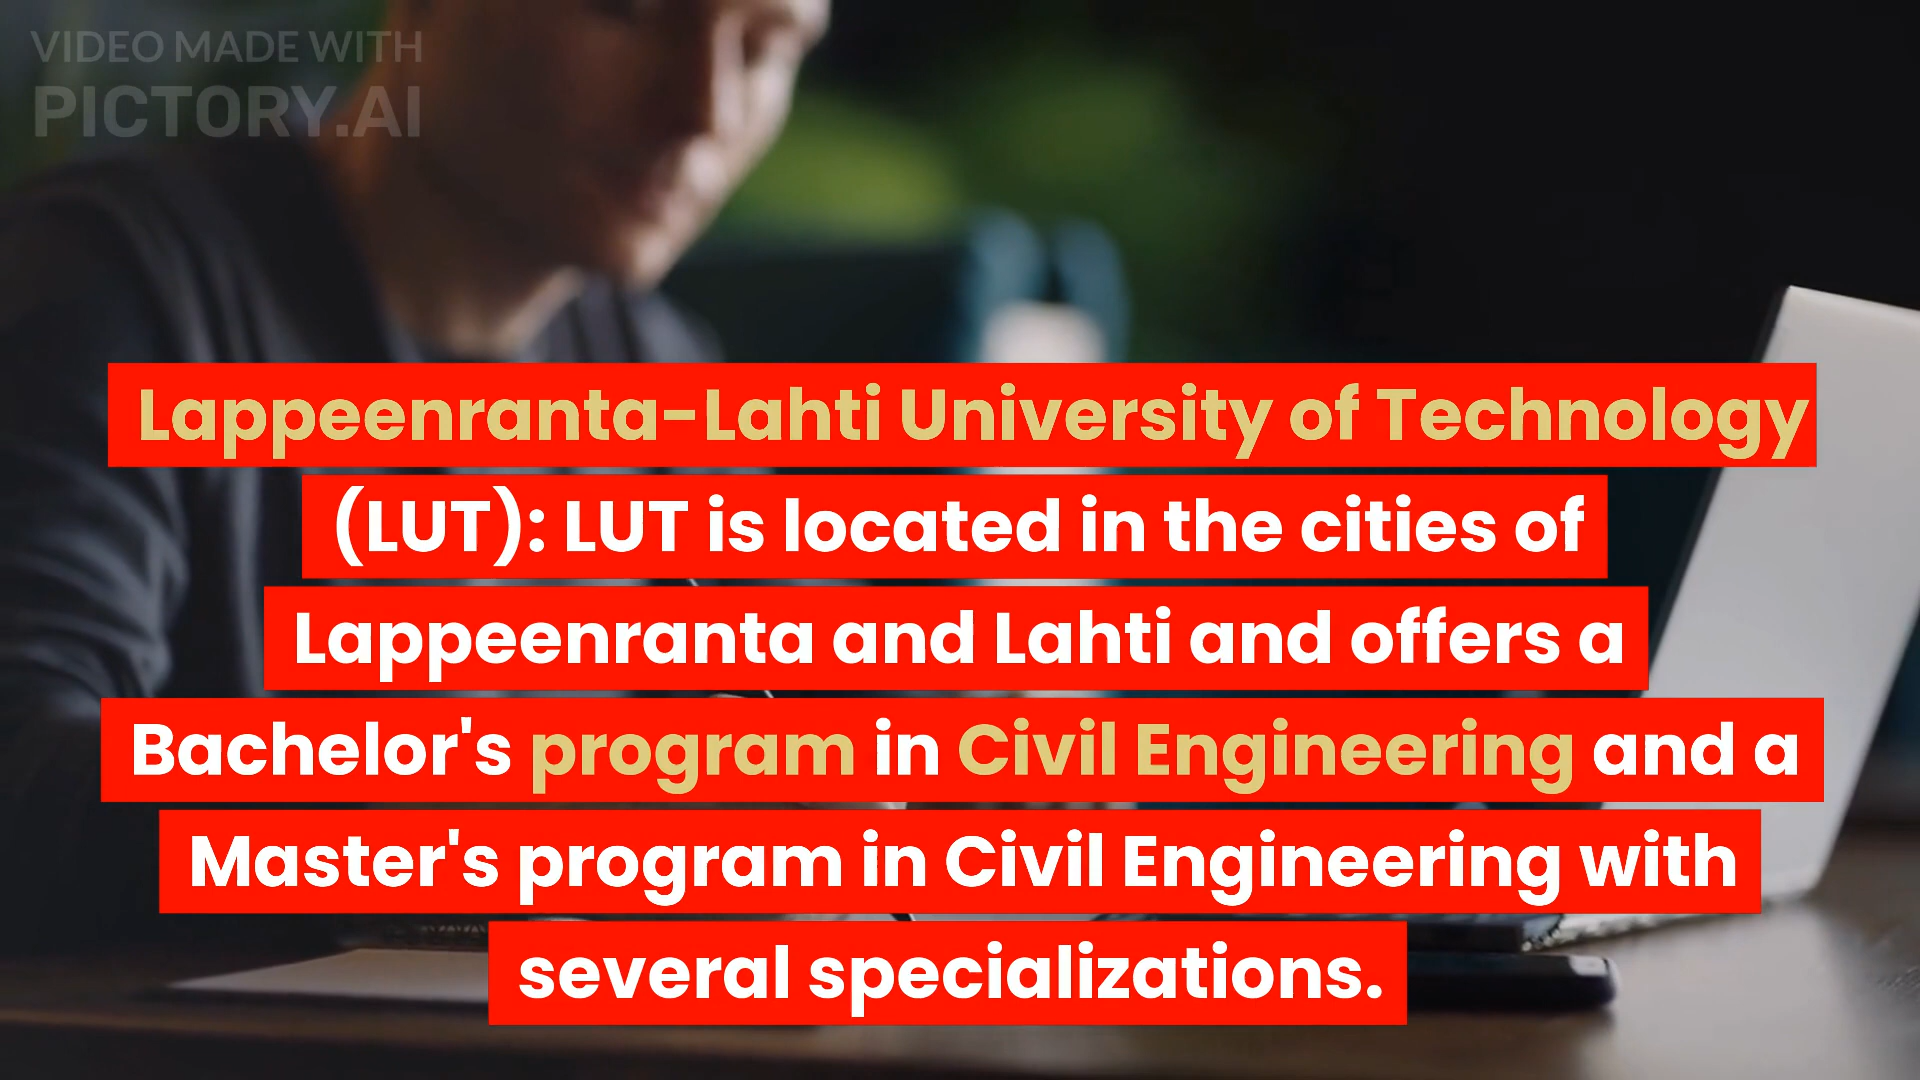 VIDEO MADE WITH
PICTORY.AI
Lappeenranta-Lahti University of Technology
(LUT): LUT is located in the cities of
Lappeenranta and Lahti and offers a
Bachelor's program in Civil Engineering and a
Master's program in Civil Engineering with
several specializations.